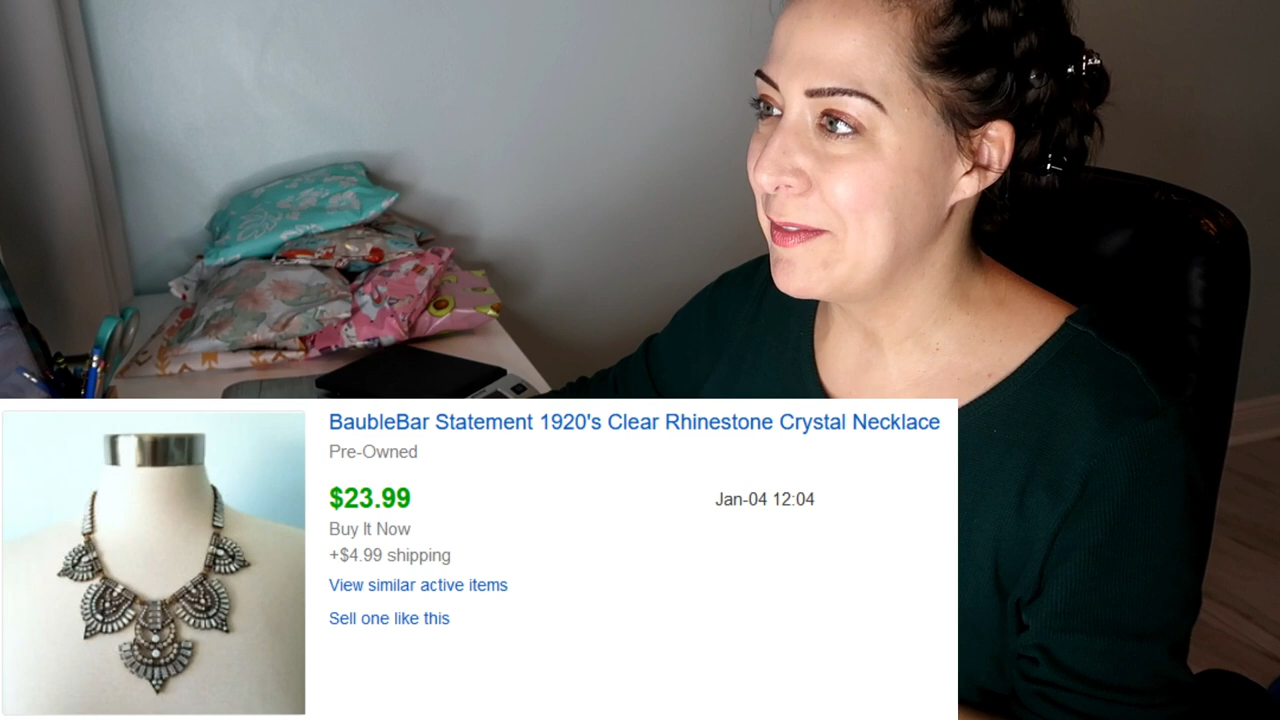 BaubleBar Statement 1920's Clear Rhinestone Crystal Necklace
Pre-Owned
$23.99
Jan-04 12:04
Buy It Now
+$4.99 shipping
View similar active items
Sell one like this